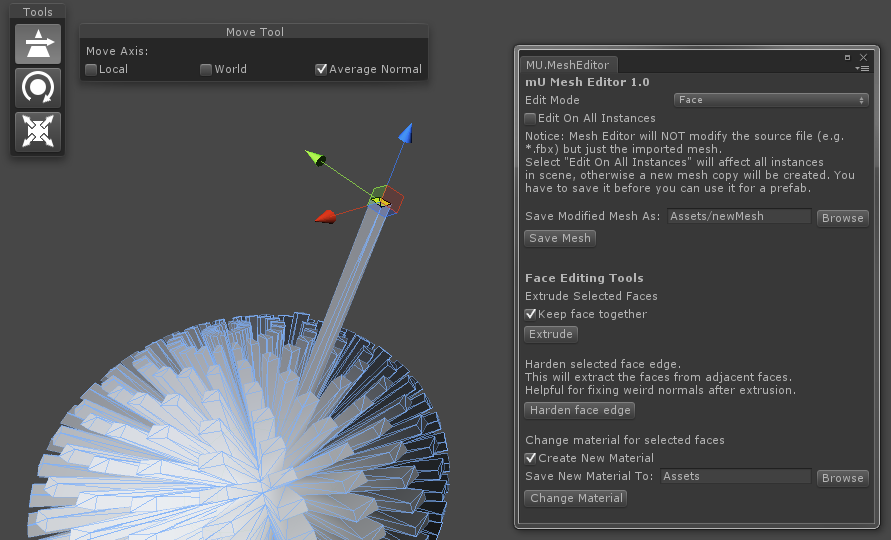 Tools
Move Tool
Move Axis:
Local World Average Normal
MU.MeshEditor
mU Mesh Editor 1.0
Edit Mode Face
Edit On All Instances
Notice: Mesh Editor will NOT modify the source file (e.g.
*.fbx) but just the imported mesh.
Select "Edit On All Instances" will affect all instances
in scene, otherwise a new mesh copy will be created. You
have to save it before you can use it for a prefab.
Save Modified Mesh As: Assets/newMesh Browse
Save Mesh
Face Editing Tools
Extrude Selected Faces
Keep face together
Extrude
Harden selected face edge.
This will extract the faces from adjacent faces.
Helpful for fixing weird normals after extrusion.
Harden face edge
Change material for selected faces
Create New Material
Save New Material To: Assets Browse
Change Material